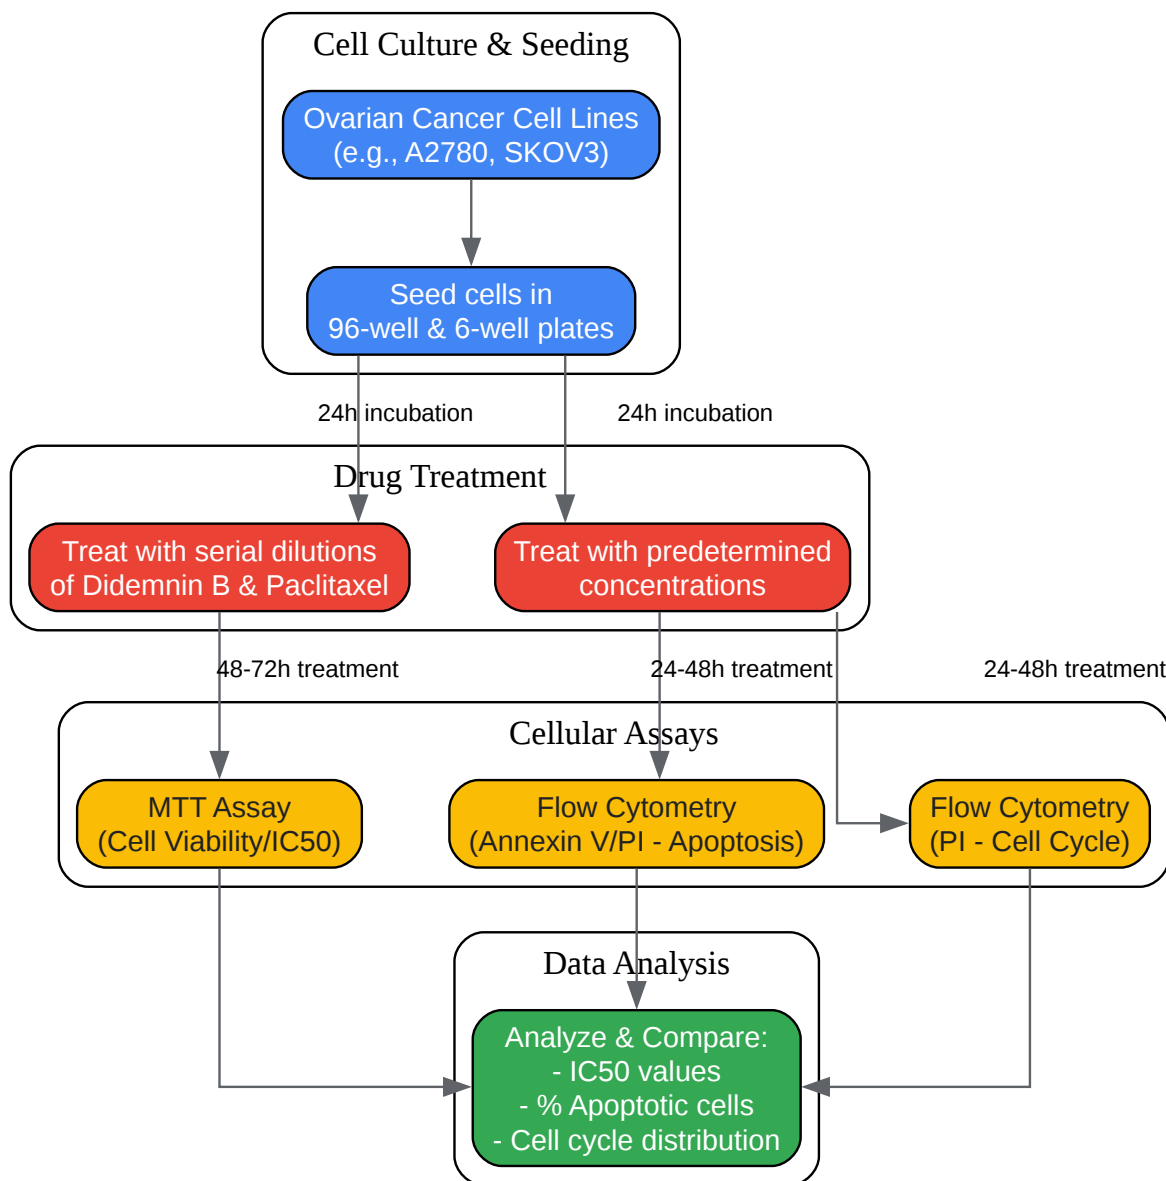 Cell Culture & Seeding
Ovarian Cancer Cell Lines
(e.g., A2780, SKOV3)
Seed cells in
96-well & 6-well plates
24h incubation
24h incubation
Drug Treatment
Treat with serial dilutions
of Didemnin B & Paclitaxel
Treat with predetermined
concentrations
48-72h treatment
24-48h treatment
24-48h treatment
Cellular Assays
MTT Assay
(Cell Viability/IC50)
Flow Cytometry
(Annexin V/PI - Apoptosis)
Flow Cytometry
(PI - Cell Cycle)
Data Analysis
Analyze & Compare:
- IC50 values
- % Apoptotic cells
- Cell cycle distribution